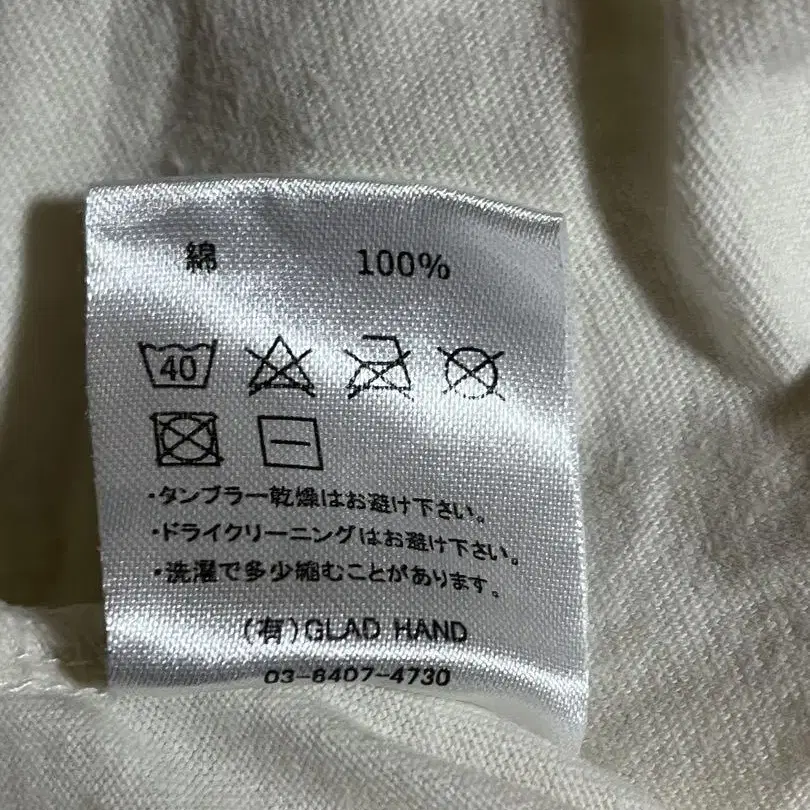 綿 100%
40
・タンブラー乾燥はお避け下さい。
・ドライクリーニングはお避け下さい。
・洗濯で多少縮むことがあります。
(有)GLAD HAND
03-6407-4730